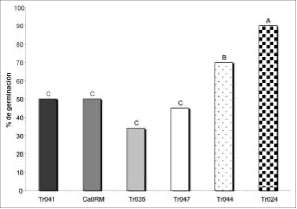 100
90
80
70
60
50
40
30
20
10
0
% de germinación
C
C
C
C
B
A
Tr041
CatIRM
Tr035
Tr047
Tr044
Tr024